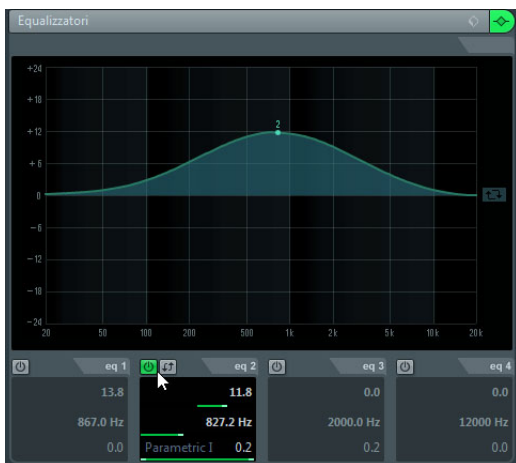 Equalizzatori
+24
+18
+12
2
+6
0
−6
−12
−18
−24
20 50 100 200 500 1k 2k 5k 10k 20k
eq 1 eq 2 eq 3 eq 4
13.8 11.8 0.0 0.0
867.0 Hz 827.2 Hz 2000.0 Hz 12000 Hz
0.0 Parametric I 0.2 0.2 0.0